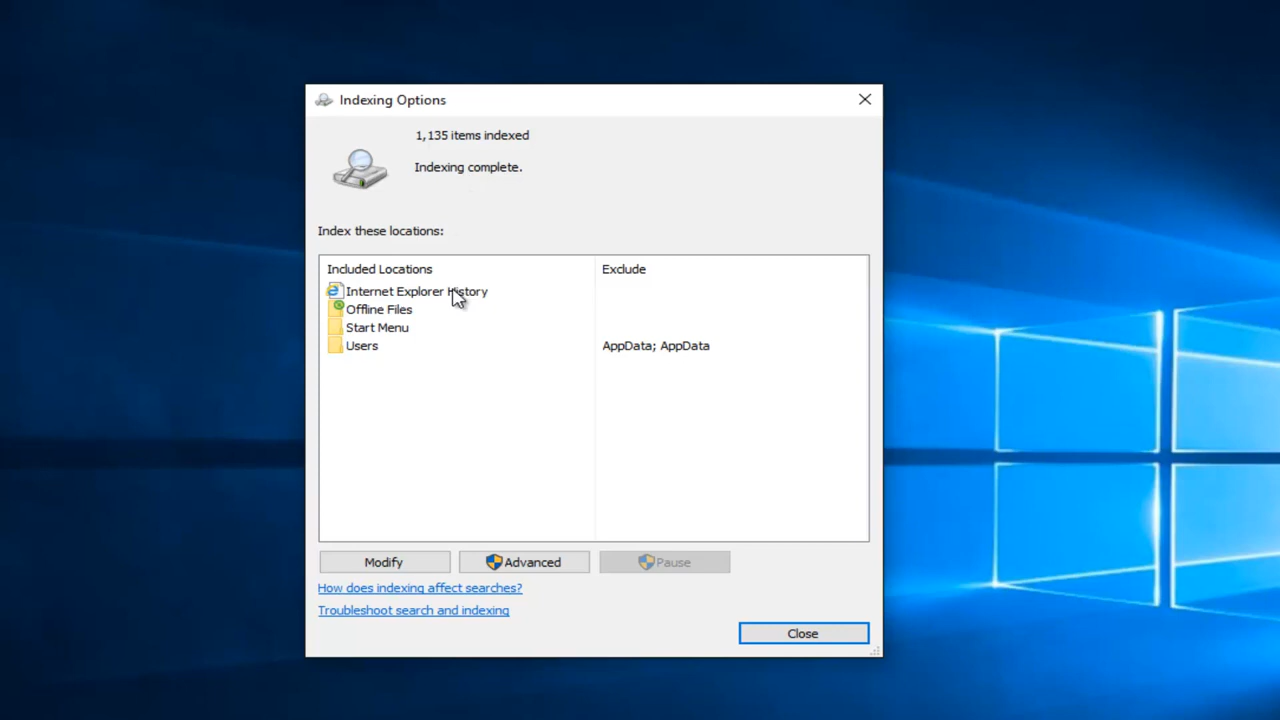 Indexing Options
1,135 items indexed
Indexing complete.
Index these locations:
Included Locations Exclude
Internet Explorer History
Offline Files
Start Menu
Users AppData; AppData
Modify Advanced Pause
How does indexing affect searches?
Troubleshoot search and indexing
Close